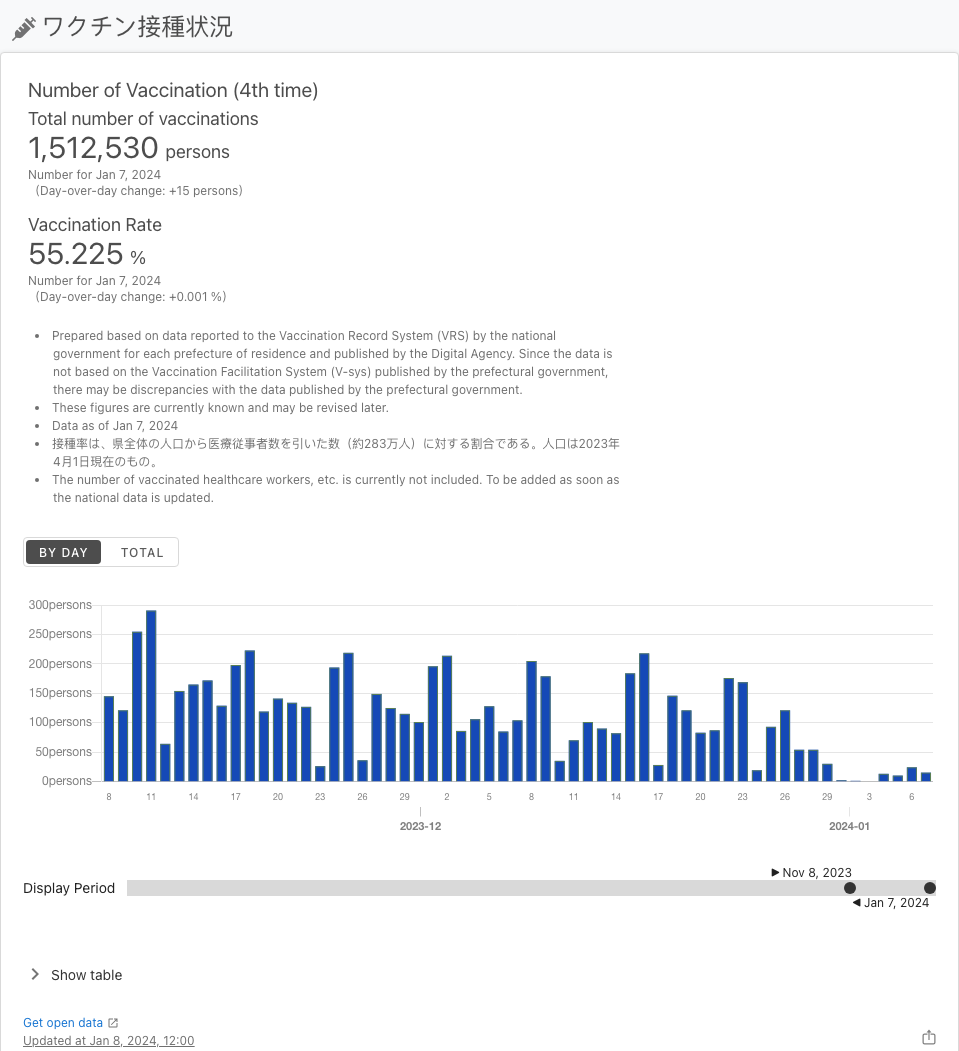 ワクチン接種状況
Number of Vaccination (4th time)
Total number of vaccinations
1,512,530 persons
Number for Jan 7, 2024
(Day-over-day change: +15 persons)
Vaccination Rate
55.225 %
Number for Jan 7, 2024
(Day-over-day change: +0.001 %)
• Prepared based on data reported to the Vaccination Record System (VRS) by the national
government for each prefecture of residence and published by the Digital Agency. Since the data is
not based on the Vaccination Facilitation System (V-sys) published by the prefectural government,
there may be discrepancies with the data published by the prefectural government.
• These figures are currently known and may be revised later.
• Data as of Jan 7, 2024
• 接種率は、県全体の人口から医療従事者数を引いた数（約283万人）に対する割合である。人口は2023年
4月1日現在のもの。
• The number of vaccinated healthcare workers, etc. is currently not included. To be added as soon as
the national data is updated.
BY DAY TOTAL
300persons
250persons
200persons
150persons
100persons
50persons
0persons
8 11 14 17 20 23 26 29 2 5 8 11 14 17 20 23 26 29 3 6
2023-12 2024-01
Nov 8, 2023
Display Period
Jan 7, 2024
Show table
Get open data
Updated at Jan 8, 2024, 12:00